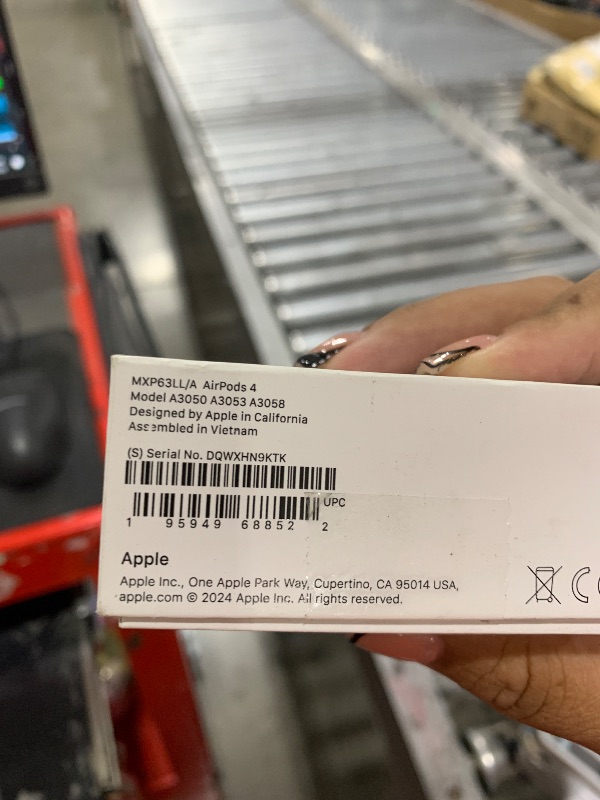 MXP63LL/A AirPods 4
Model A3050 A3053 A3058
Designed by Apple in California
Assembled in Vietnam
(S) Serial No. DQWXHN9KTK
UPC
1 95949 68852 2
Apple
Apple Inc., One Apple Park Way, Cupertino, CA 95014 USA,
apple.com © 2024 Apple Inc. All rights reserved.